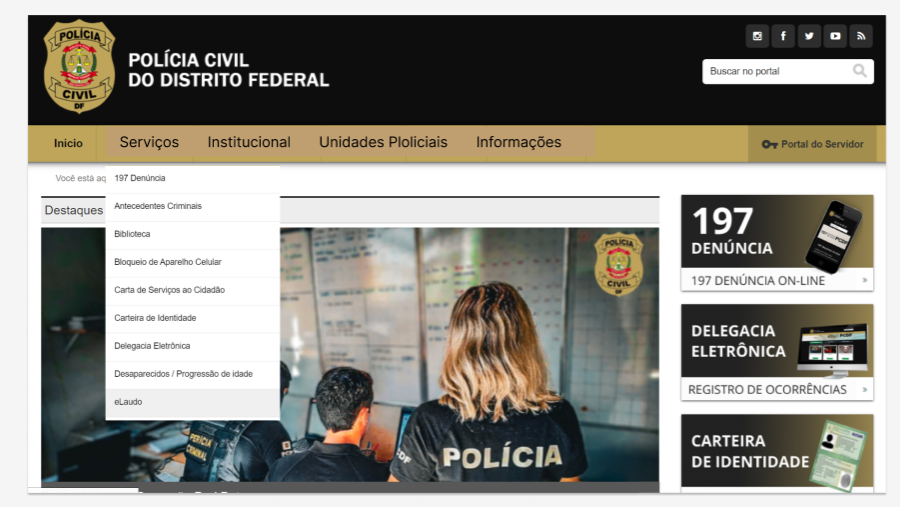 POLÍCIA
CIVIL
DF
POLÍCIA CIVIL
DO DISTRITO FEDERAL
Buscar no portal
Início
Serviços
Institucional
Unidades Ploliciais
Informações
Portal do Servidor
Você está aq
197 Denúncia
Antecedentes Criminais
Biblioteca
Bloqueio de Aparelho Celular
Carta de Serviços ao Cidadão
Carteira de Identidade
Delegacia Eletrônica
Desaparecidos / Progressão de idade
eLaudo
Destaques
POLÍCIA
CIVIL
DF
PERÍCIA
CRIMINAL
POLÍCIA
197
DENÚNCIA
197 DENÚNCIA ON-LINE »
DELEGACIA
ELETRÔNICA
REGISTRO DE OCORRÊNCIAS »
CARTEIRA
DE IDENTIDADE